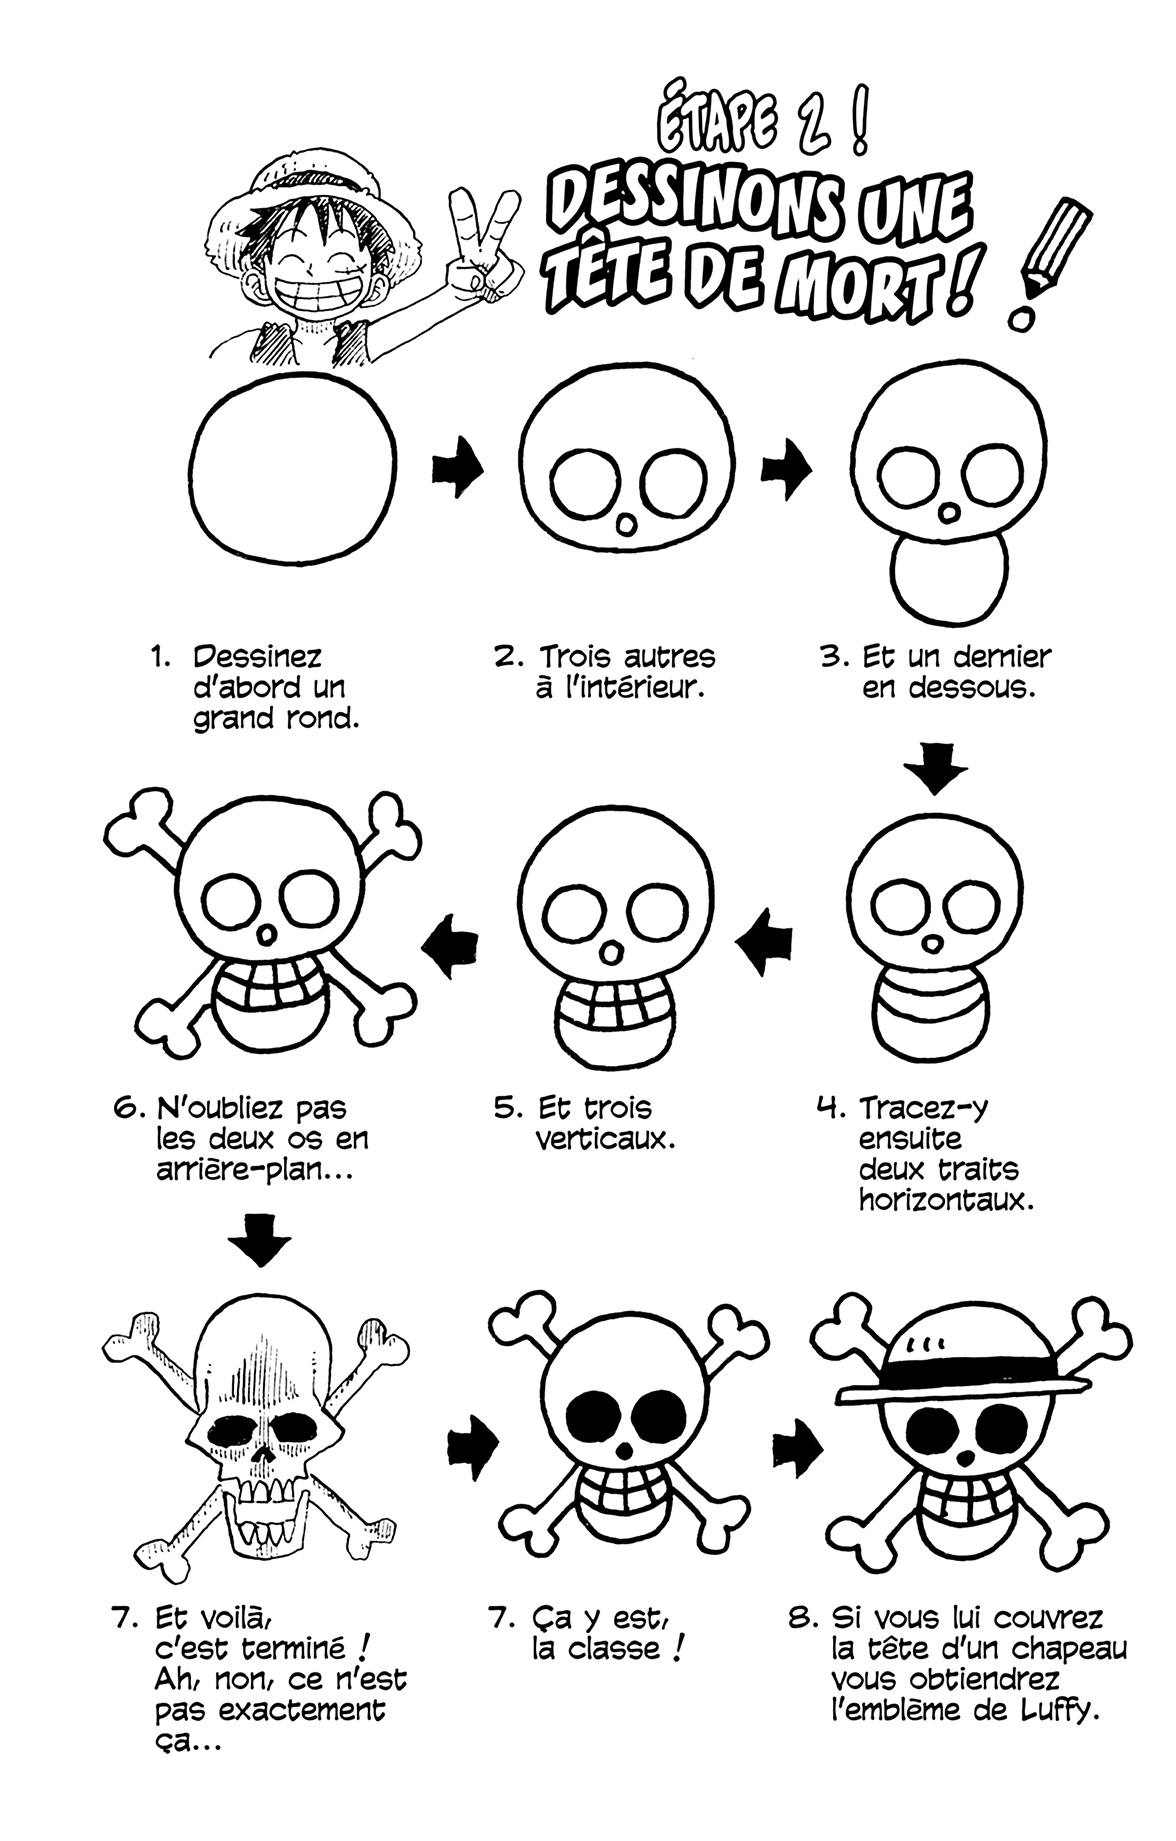 ÉTAPE 2 !
DESSINONS UNE
TÊTE DE MORT !
1. Dessinez
d'abord un
grand rond.
2. Trois autres
à l'intérieur.
3. Et un dernier
en dessous.
4. Tracez-y
ensuite
deux traits
horizontaux.
5. Et trois
verticaux.
6. N'oubliez pas
les deux os en
arrière-plan...
7. Et voilà,
c'est terminé !
Ah, non, ce n'est
pas exactement
ça...
7. Ça y est,
la classe !
8. Si vous lui couvrez
la tête d'un chapeau
vous obtiendrez
l'emblème de Luffy.